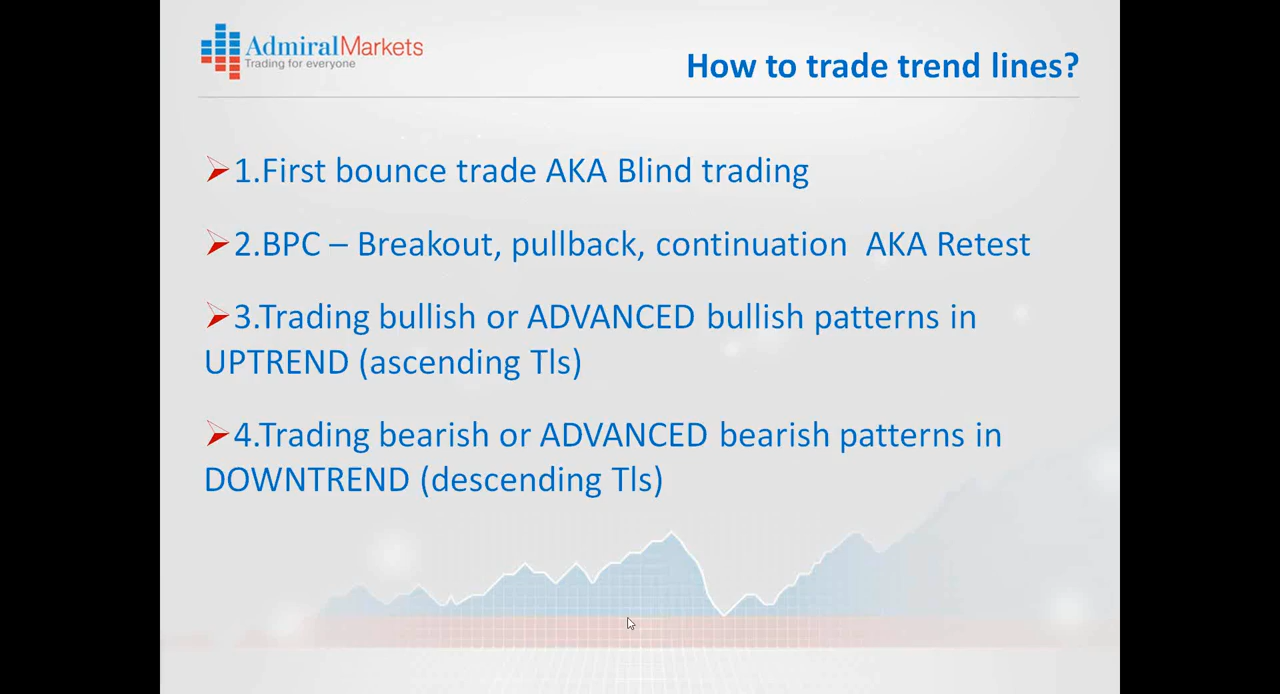 AdmiralMarkets
Trading for everyone
How to trade trend lines?
1.First bounce trade AKA Blind trading
2.BPC – Breakout, pullback, continuation  AKA Retest
3.Trading bullish or ADVANCED bullish patterns in
UPTREND (ascending Tls)
4.Trading bearish or ADVANCED bearish patterns in
DOWNTREND (descending Tls)